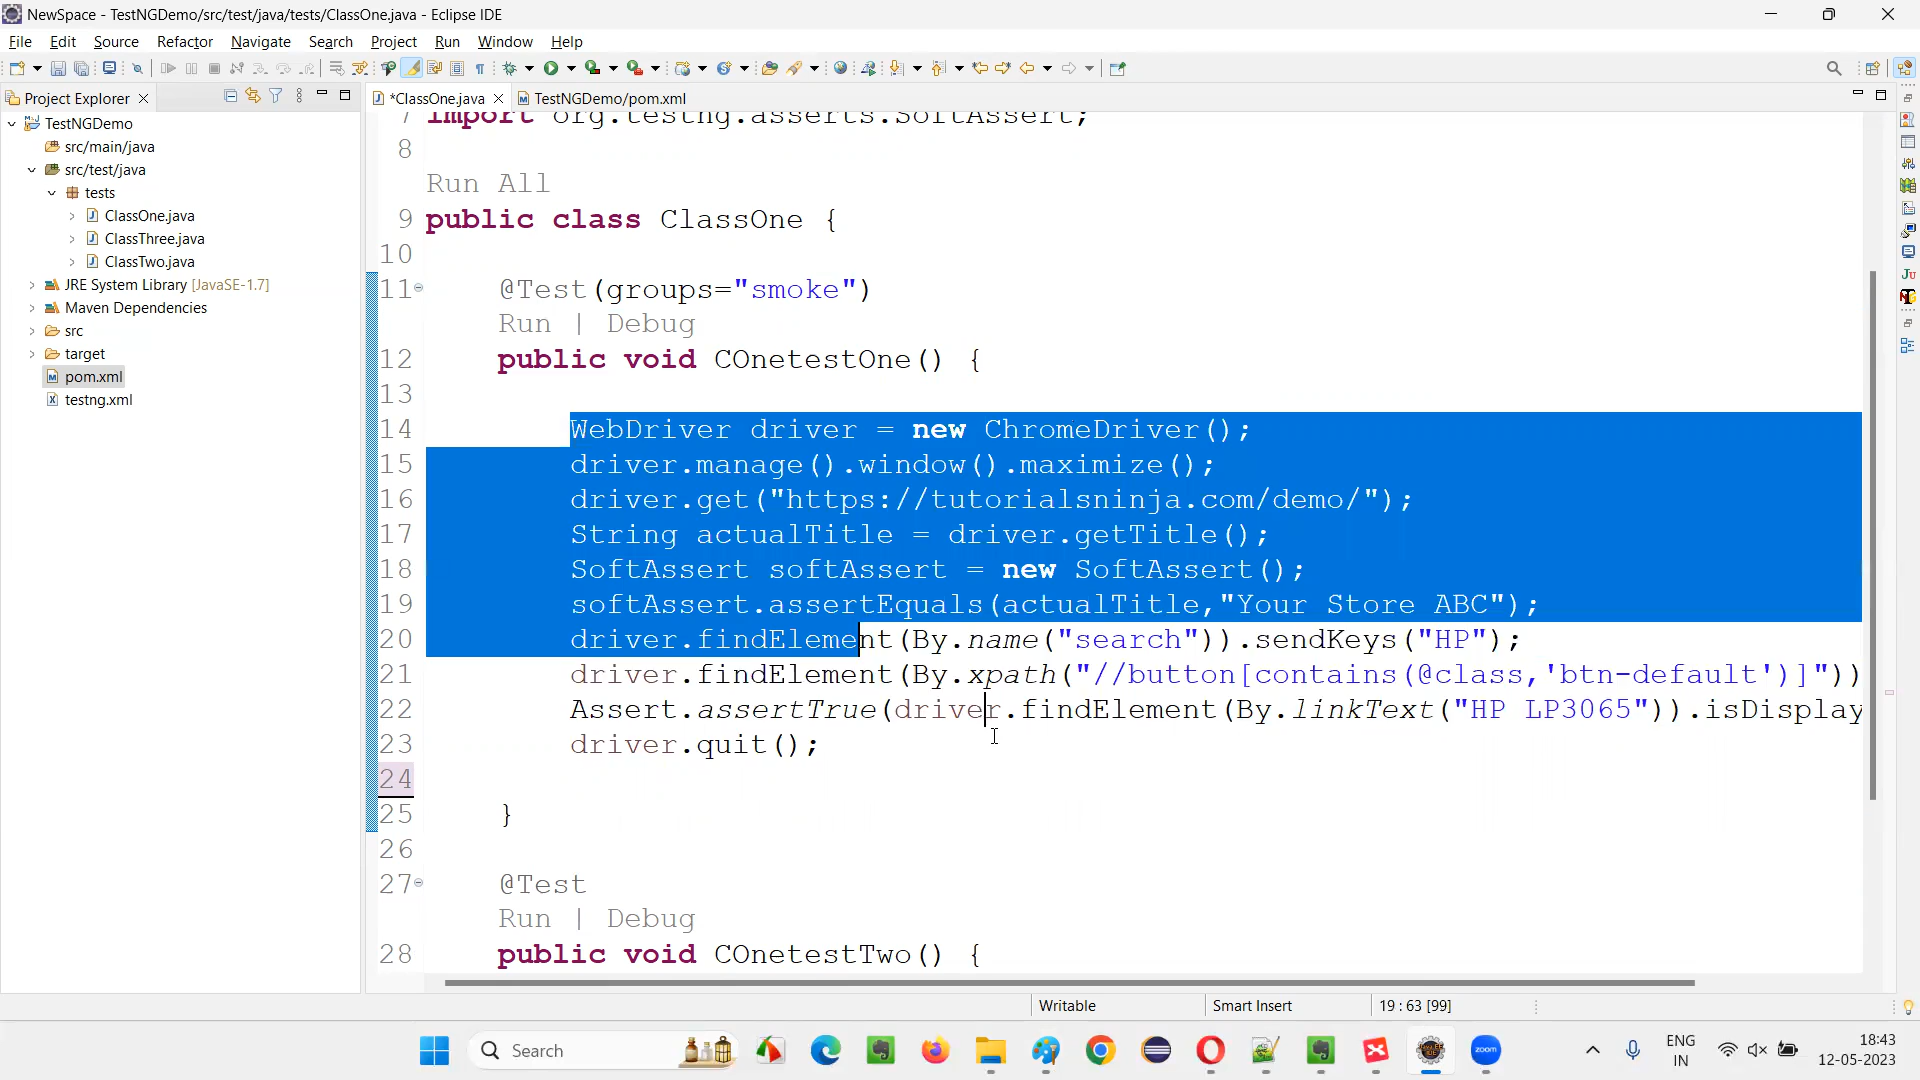 NewSpace - TestNGDemo/src/test/java/tests/ClassOne.java - Eclipse IDE
File Edit Source Refactor Navigate Search Project Run Window Help
Project Explorer
*ClassOne.java
TestNGDemo/pom.xml
TestNGDemo
src/main/java
src/test/java
tests
ClassOne.java
ClassThree.java
ClassTwo.java
JRE System Library [JavaSE-1.7]
Maven Dependencies
src
target
pom.xml
testng.xml
7 import org.testng.asserts.SoftAssert;
8
Run All
9 public class ClassOne {
10
11 @Test(groups="smoke")
Run | Debug
12 public void COnetestOne() {
13
14 WebDriver driver = new ChromeDriver();
15 driver.manage().window().maximize();
16 driver.get("https://tutorialsninja.com/demo/");
17 String actualTitle = driver.getTitle();
18 SoftAssert softAssert = new SoftAssert();
19 softAssert.assertEquals(actualTitle,"Your Store ABC");
20 driver.findElement(By.name("search")).sendKeys("HP");
21 driver.findElement(By.xpath("//button[contains(@class,'btn-default')]"))
22 Assert.assertTrue(driver.findElement(By.linkText("HP LP3065")).isDisplay
23 driver.quit();
24
25 }
26
27 @Test
Run | Debug
28 public void COnetestTwo() {
Writable
Smart Insert
19 : 63 [99]
Search
zoom
ENG
IN
18:43
12-05-2023